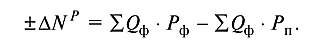 ±ΔN^P = ΣQ_ф · P_ф – ΣQ_ф · P_п.